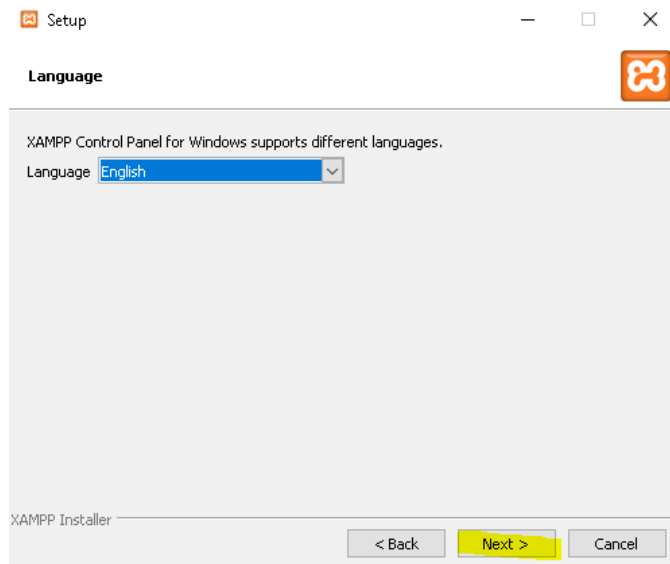 Setup
Language
XAMPP Control Panel for Windows supports different languages.
Language English
XAMPP Installer
< Back Next > Cancel